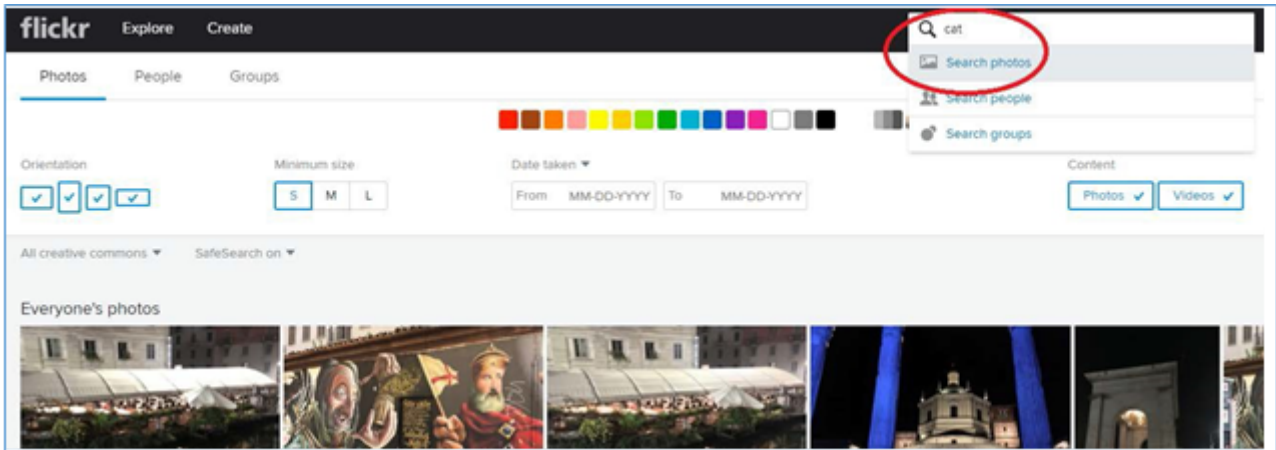 flickr Explore Create
cat
Search photos
Search people
Search groups
Photos People Groups
Orientation
Minimum size
S M L
Date taken
From MM-DD-YYYY To MM-DD-YYYY
Content
Photos Videos
All creative commons SafeSearch on
Everyone's photos